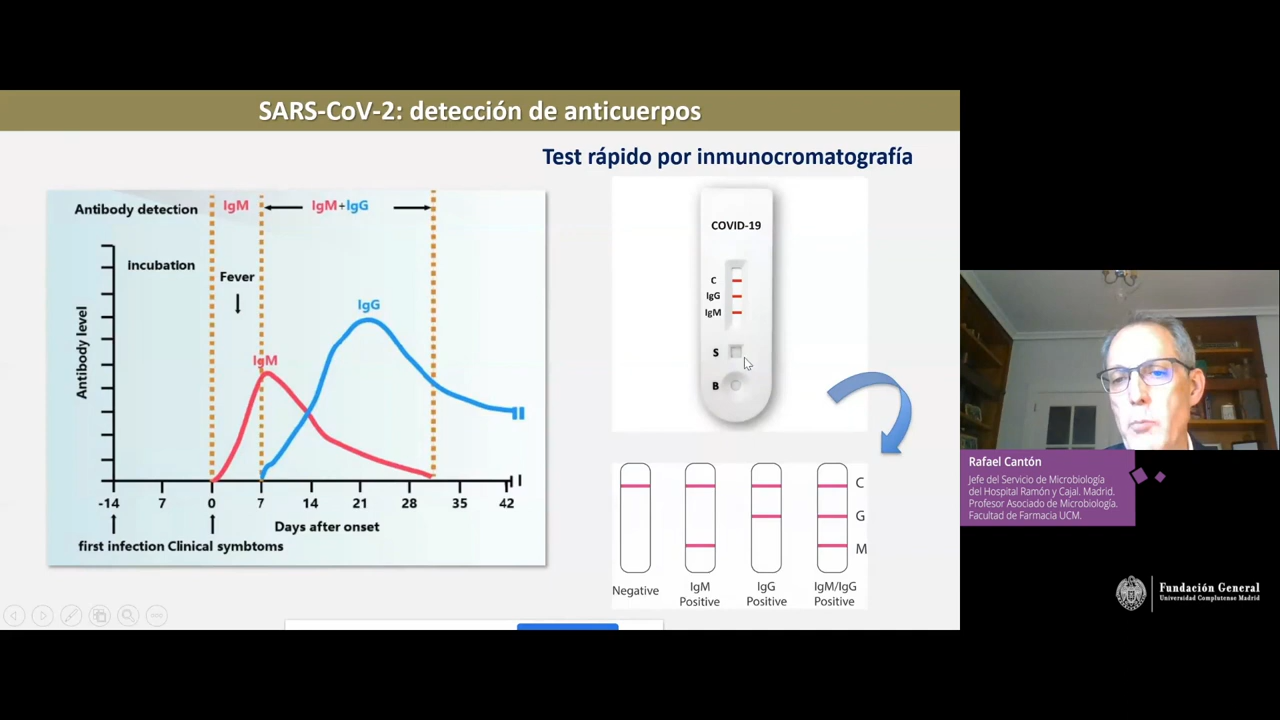 SARS-CoV-2: detección de anticuerpos
Test rápido por inmunocromatografía
Antibody detection
IgM
IgM+IgG
incubation
Fever
IgG
IgM
Antibody level
-14
7
0
7
14
21
28
35
42
Days after onset
first infection
Clinical symbtoms
COVID-19
C
IgG
IgM
S
B
C
G
M
Negative
IgM
Positive
IgG
Positive
IgM/IgG
Positive
Rafael Cantón
Jefe del Servicio de Microbiología
del Hospital Ramón y Cajal. Madrid.
Profesor Asociado de Microbiología.
Facultad de Farmacia UCM.
Fundación General
Universidad Complutense Madrid